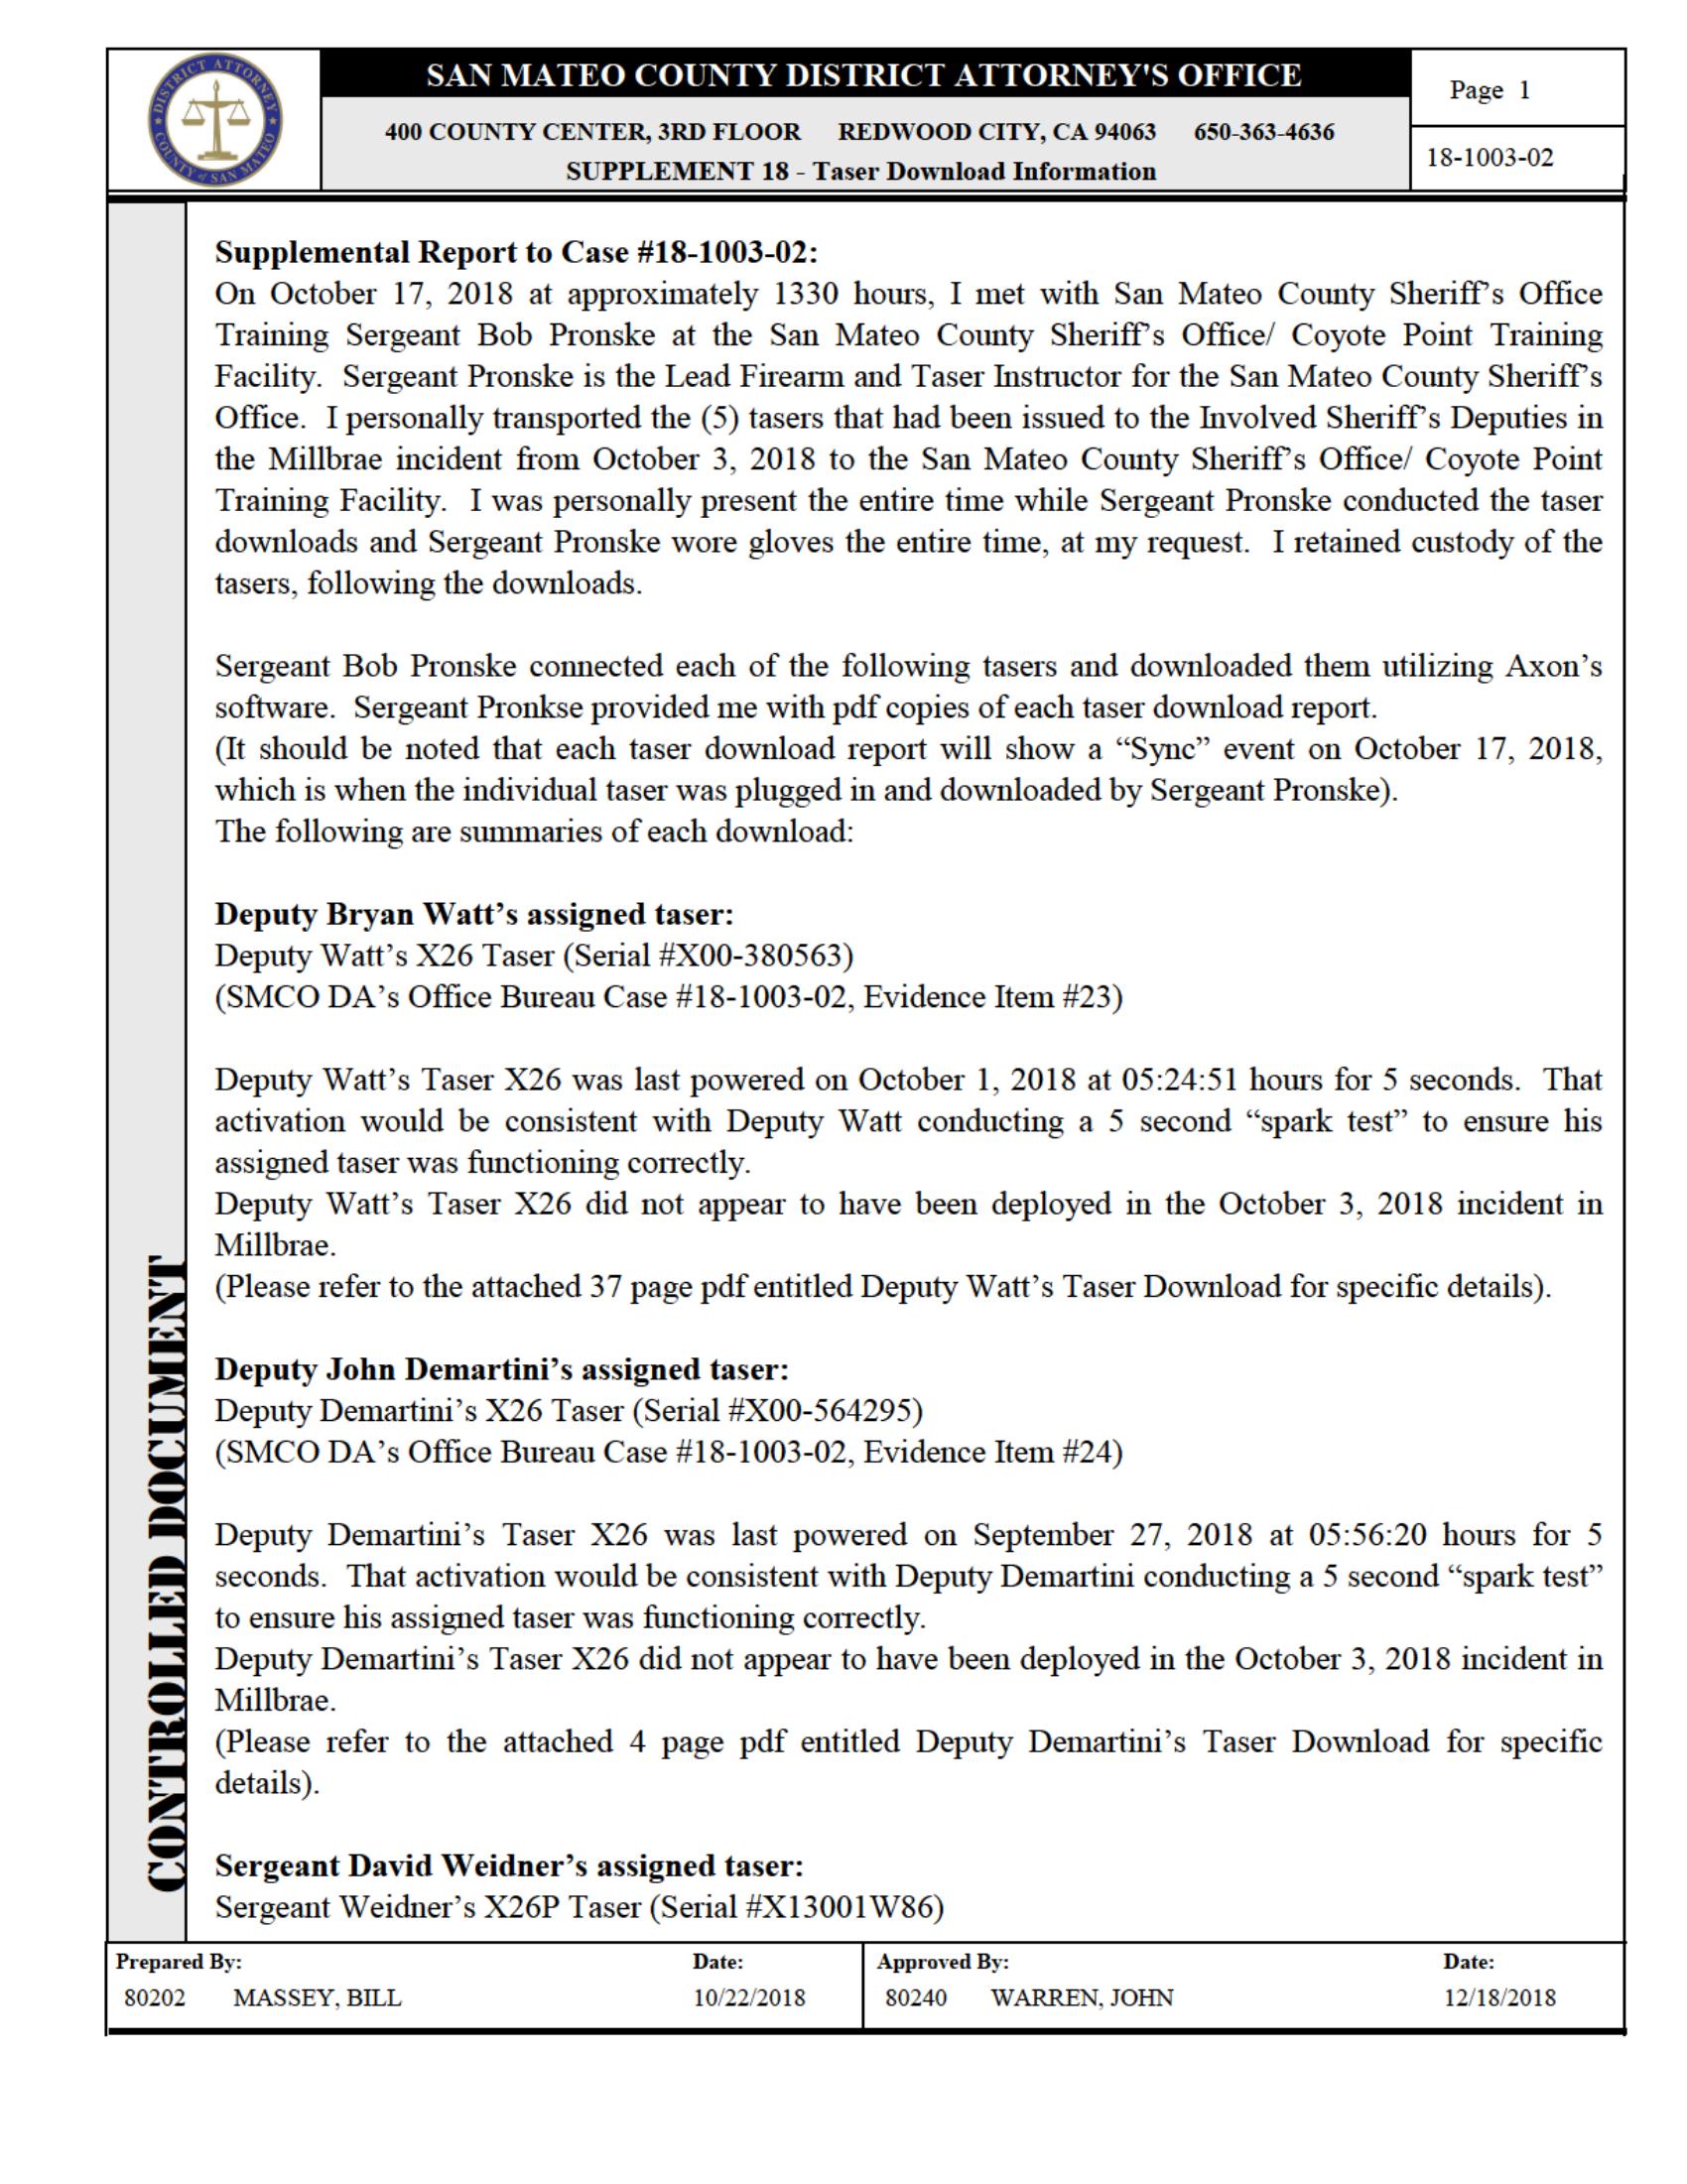 DISTRICT ATTORNEY
COUNTY of SAN MATEO
SAN MATEO COUNTY DISTRICT ATTORNEY'S OFFICE
400 COUNTY CENTER, 3RD FLOOR REDWOOD CITY, CA 94063 650-363-4636
SUPPLEMENT 18 - Taser Download Information
Page 1
18-1003-02
Supplemental Report to Case #18-1003-02:
On October 17, 2018 at approximately 1330 hours, I met with San Mateo County Sheriff's Office
Training Sergeant Bob Pronske at the San Mateo County Sheriff's Office/ Coyote Point Training
Facility. Sergeant Pronske is the Lead Firearm and Taser Instructor for the San Mateo County Sheriff's
Office. I personally transported the (5) tasers that had been issued to the Involved Sheriff's Deputies in
the Millbrae incident from October 3, 2018 to the San Mateo County Sheriff's Office/ Coyote Point
Training Facility. I was personally present the entire time while Sergeant Pronske conducted the taser
downloads and Sergeant Pronske wore gloves the entire time, at my request. I retained custody of the
tasers, following the downloads.
Sergeant Bob Pronske connected each of the following tasers and downloaded them utilizing Axon's
software. Sergeant Pronkse provided me with pdf copies of each taser download report.
(It should be noted that each taser download report will show a “Sync” event on October 17, 2018,
which is when the individual taser was plugged in and downloaded by Sergeant Pronske).
The following are summaries of each download:
Deputy Bryan Watt's assigned taser:
Deputy Watt's X26 Taser (Serial #X00-380563)
(SMCO DA's Office Bureau Case #18-1003-02, Evidence Item #23)
Deputy Watt's Taser X26 was last powered on October 1, 2018 at 05:24:51 hours for 5 seconds. That
activation would be consistent with Deputy Watt conducting a 5 second “spark test” to ensure his
assigned taser was functioning correctly.
Deputy Watt's Taser X26 did not appear to have been deployed in the October 3, 2018 incident in
Millbrae.
(Please refer to the attached 37 page pdf entitled Deputy Watt's Taser Download for specific details).
Deputy John Demartini's assigned taser:
Deputy Demartini's X26 Taser (Serial #X00-564295)
(SMCO DA's Office Bureau Case #18-1003-02, Evidence Item #24)
Deputy Demartini's Taser X26 was last powered on September 27, 2018 at 05:56:20 hours for 5
seconds. That activation would be consistent with Deputy Demartini conducting a 5 second “spark test”
to ensure his assigned taser was functioning correctly.
Deputy Demartini's Taser X26 did not appear to have been deployed in the October 3, 2018 incident in
Millbrae.
(Please refer to the attached 4 page pdf entitled Deputy Demartini's Taser Download for specific
details).
Sergeant David Weidner's assigned taser:
Sergeant Weidner's X26P Taser (Serial #X13001W86)
CONTROLLED DOCUMENT
Prepared By: Date: Approved By: Date:
80202 MASSEY, BILL 10/22/2018 80240 WARREN, JOHN 12/18/2018